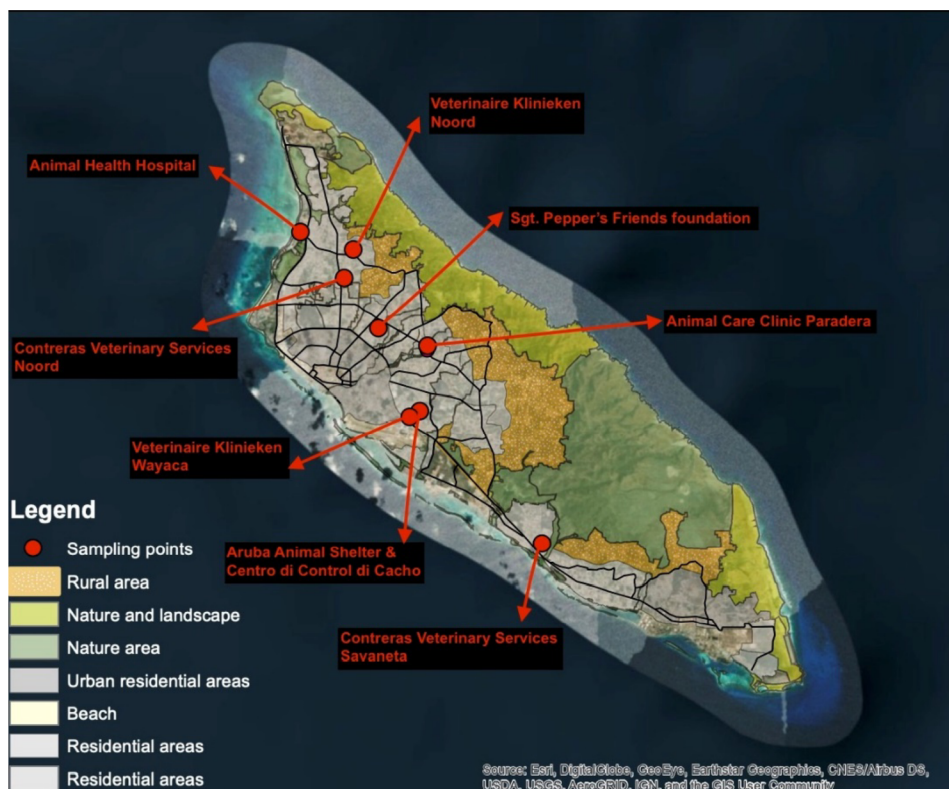 Veterinaire Klinieken
Noord
Animal Health Hospital
Sgt. Pepper's Friends foundation
Animal Care Clinic Paradera
Contreras Veterinary Services
Noord
Veterinaire Klinieken
Wayaca
Aruba Animal Shelter &
Centro di Control di Cacho
Contreras Veterinary Services
Savaneta
Legend
Sampling points
Rural area
Nature and landscape
Nature area
Urban residential areas
Beach
Residential areas
Residential areas
Source: Esri, DigitalGlobe, GeoEye, Earthstar Geographics, CNES/Airbus DS,
USDA, USGS, AeroGRID, IGN, and the GIS User Community